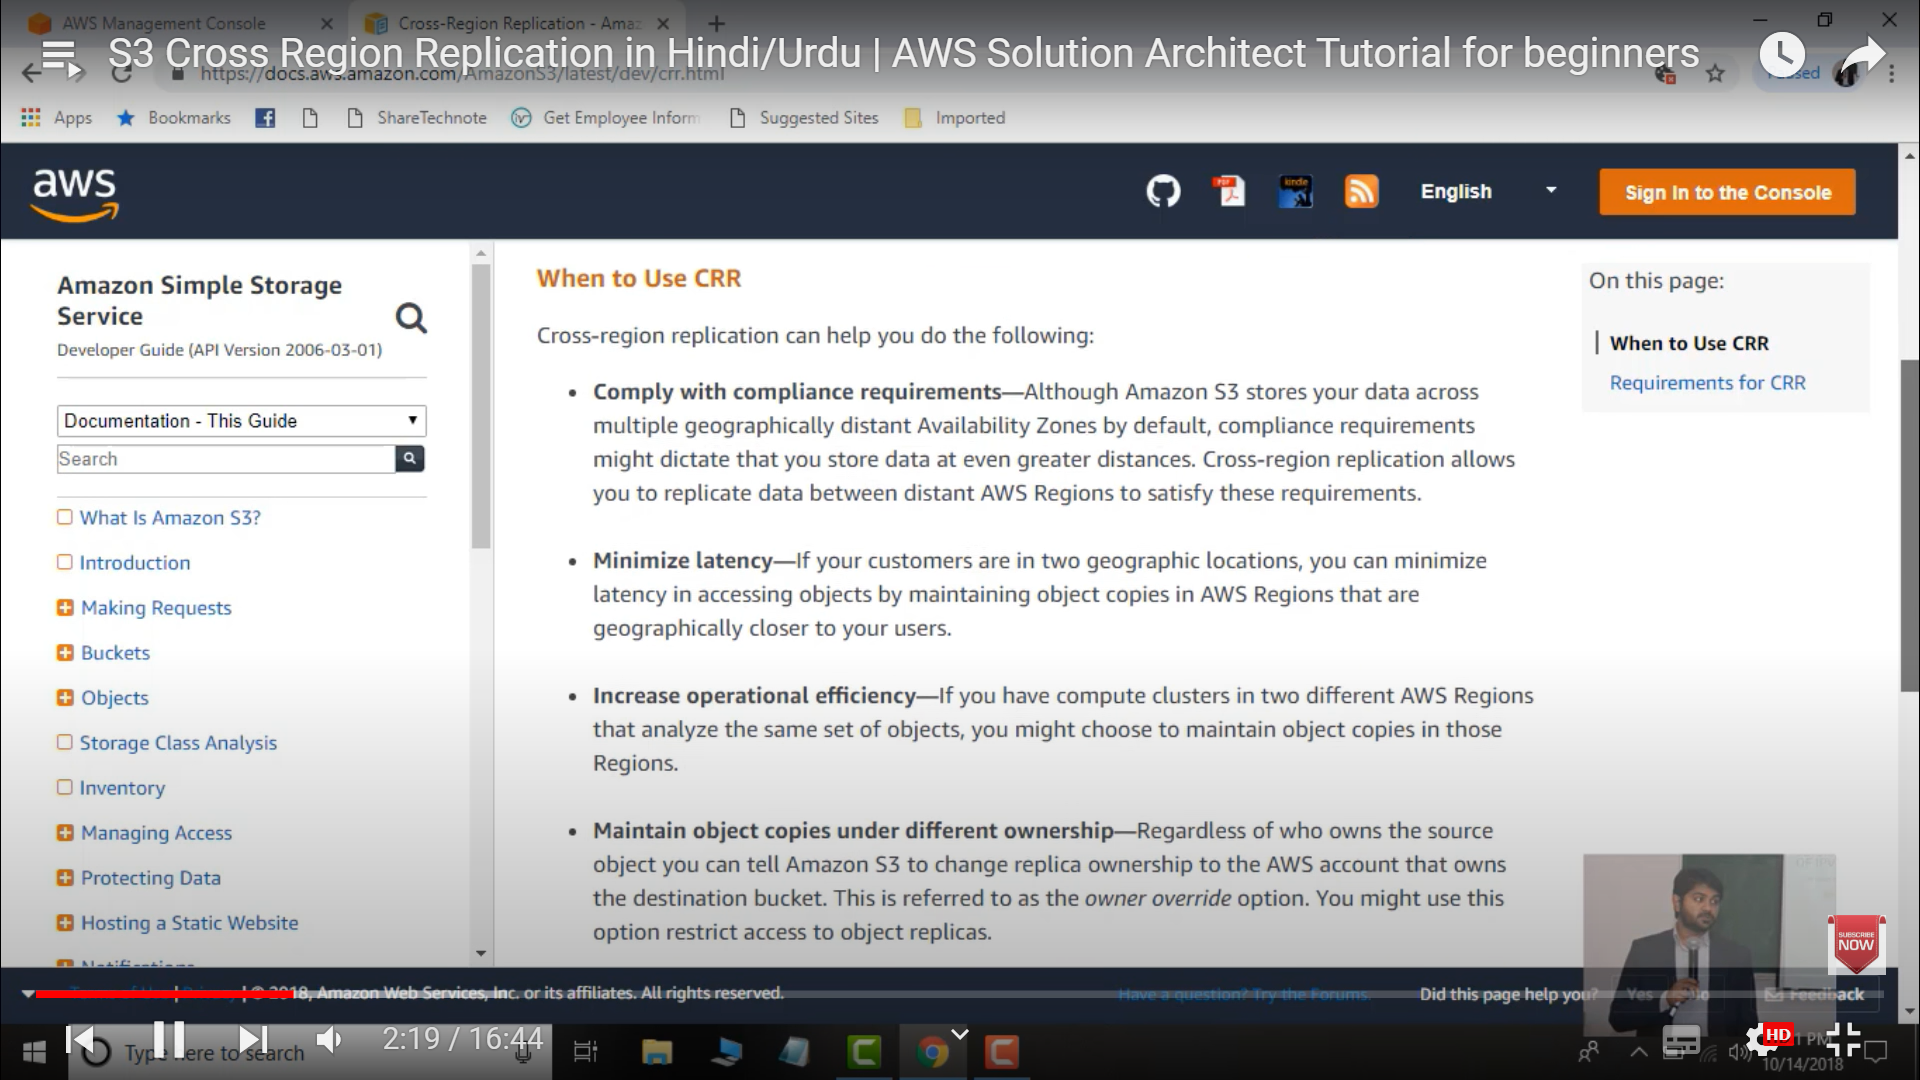 AWS Management Console
Cross-Region Replication - Amaz
S3 Cross Region Replication in Hindi/Urdu | AWS Solution Architect Tutorial for beginners
https://docs.aws.amazon.com/AmazonS3/latest/dev/crr.html
Apps
Bookmarks
ShareTechnote
Get Employee Inform
Suggested Sites
Imported
aws
PDF
kindle
English
Sign In to the Console
Amazon Simple Storage
Service
Developer Guide (API Version 2006-03-01)
Documentation - This Guide
Search
What Is Amazon S3?
Introduction
Making Requests
Buckets
Objects
Storage Class Analysis
Inventory
Managing Access
Protecting Data
Hosting a Static Website
Notifications
When to Use CRR
Cross-region replication can help you do the following:
• Comply with compliance requirements—Although Amazon S3 stores your data across
multiple geographically distant Availability Zones by default, compliance requirements
might dictate that you store data at even greater distances. Cross-region replication allows
you to replicate data between distant AWS Regions to satisfy these requirements.
• Minimize latency—If your customers are in two geographic locations, you can minimize
latency in accessing objects by maintaining object copies in AWS Regions that are
geographically closer to your users.
• Increase operational efficiency—If you have compute clusters in two different AWS Regions
that analyze the same set of objects, you might choose to maintain object copies in those
Regions.
• Maintain object copies under different ownership—Regardless of who owns the source
object you can tell Amazon S3 to change replica ownership to the AWS account that owns
the destination bucket. This is referred to as the owner override option. You might use this
option restrict access to object replicas.
On this page:
When to Use CRR
Requirements for CRR
SUBSCRIBE
NOW
© 2018, Amazon Web Services, Inc. or its affiliates. All rights reserved.
Have a question? Try the Forums.
Did this page help you?
Yes
Feedback
2:19 / 16:44
Type here to search
HD
PM
10/14/2018